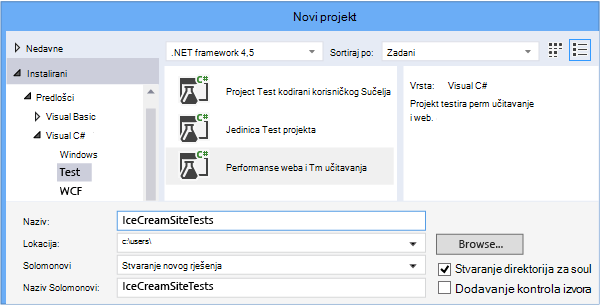 Novi projekt
Nedavne
Instalirani
Predlošci
Visual Basic
Visual C#
Windows
Test
WCF
.NET framework 4,5
Sortiraj po: Zadani
C# Project Test kodirani korisničkog Sučelja
C# Jedinica Test projekta
C# Performanse weba i Tm učitavanja
Vrsta: Visual C#
Projekt testira perm učitavanje
i web.
Naziv: IceCreamSiteTests
Lokacija: c:\users\
Browse...
Solomonovi Stvaranje novog rješenja
Stvaranje direktorija za soul
Naziv Solomonovi: IceCreamSiteTests
Dodavanje kontrola izvora